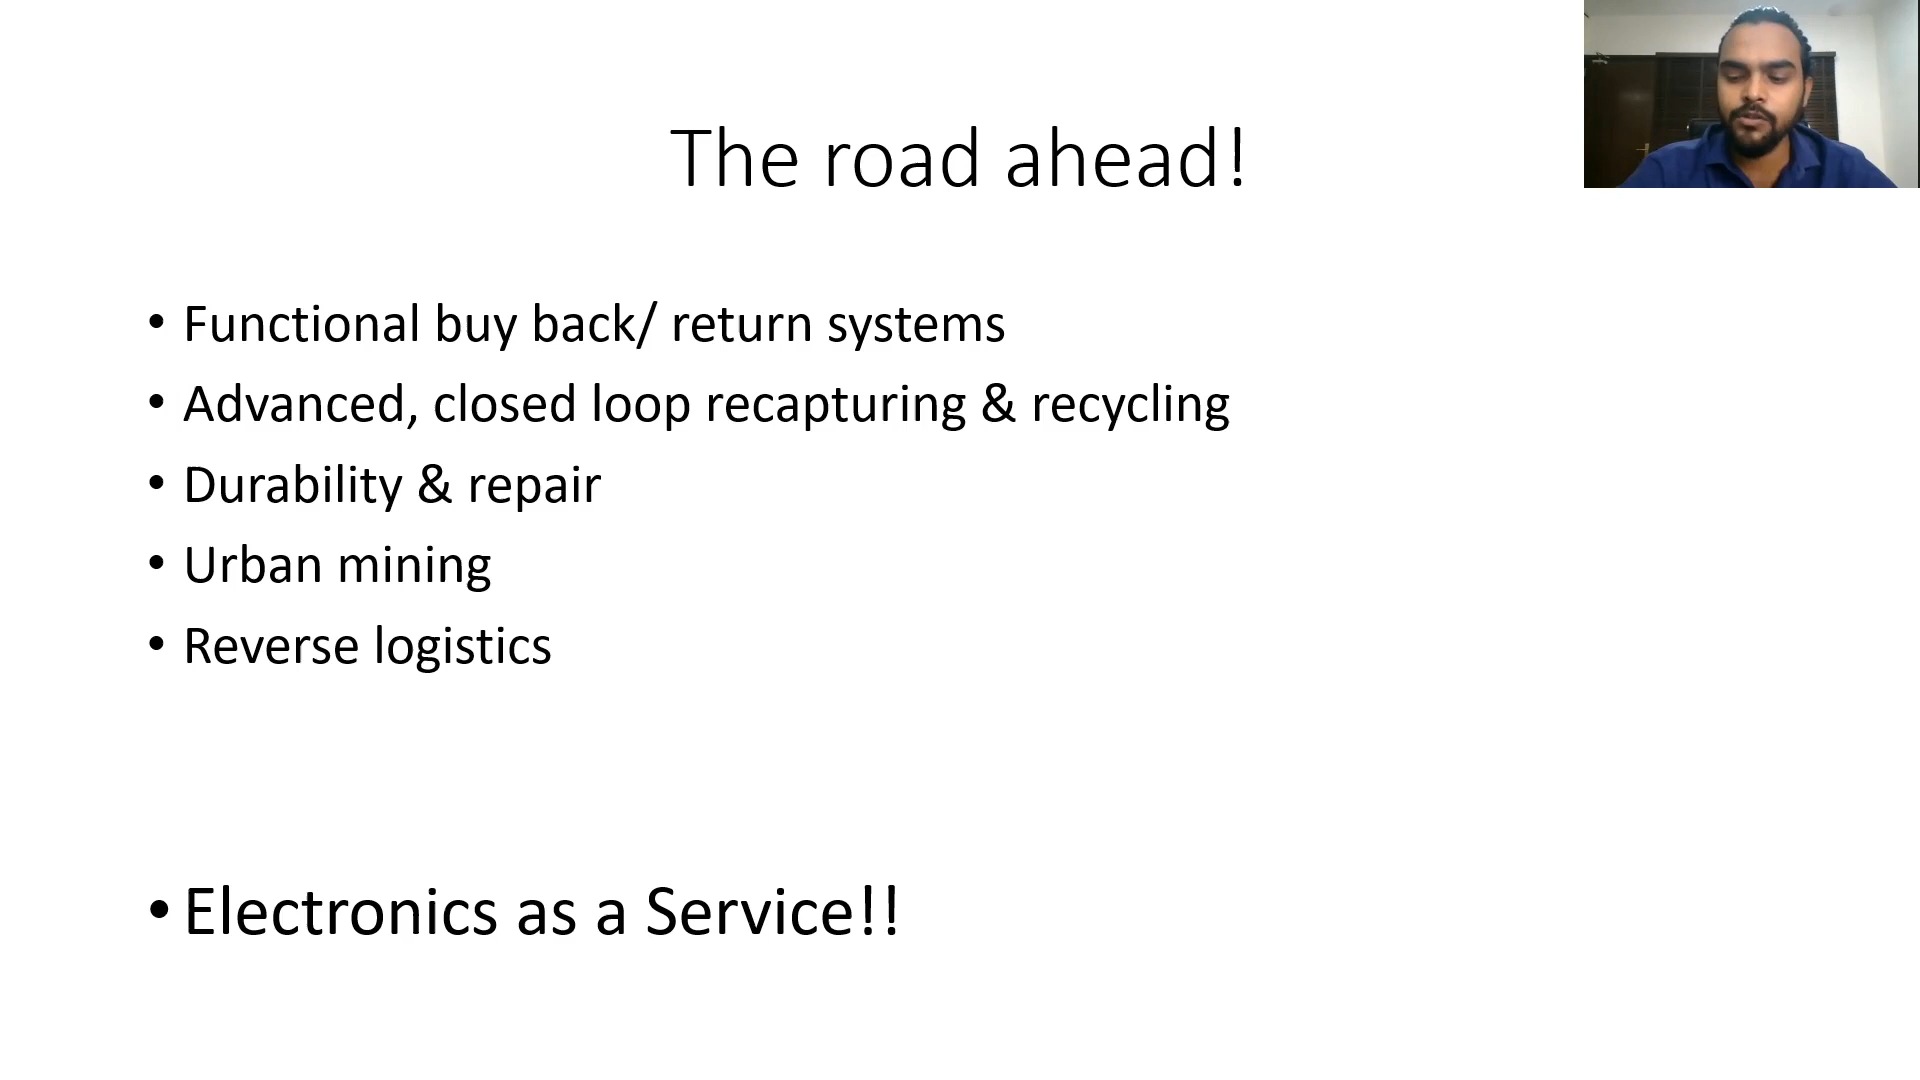 The road ahead!
• Functional buy back/ return systems
• Advanced, closed loop recapturing & recycling
• Durability & repair
• Urban mining
• Reverse logistics
• Electronics as a Service!!